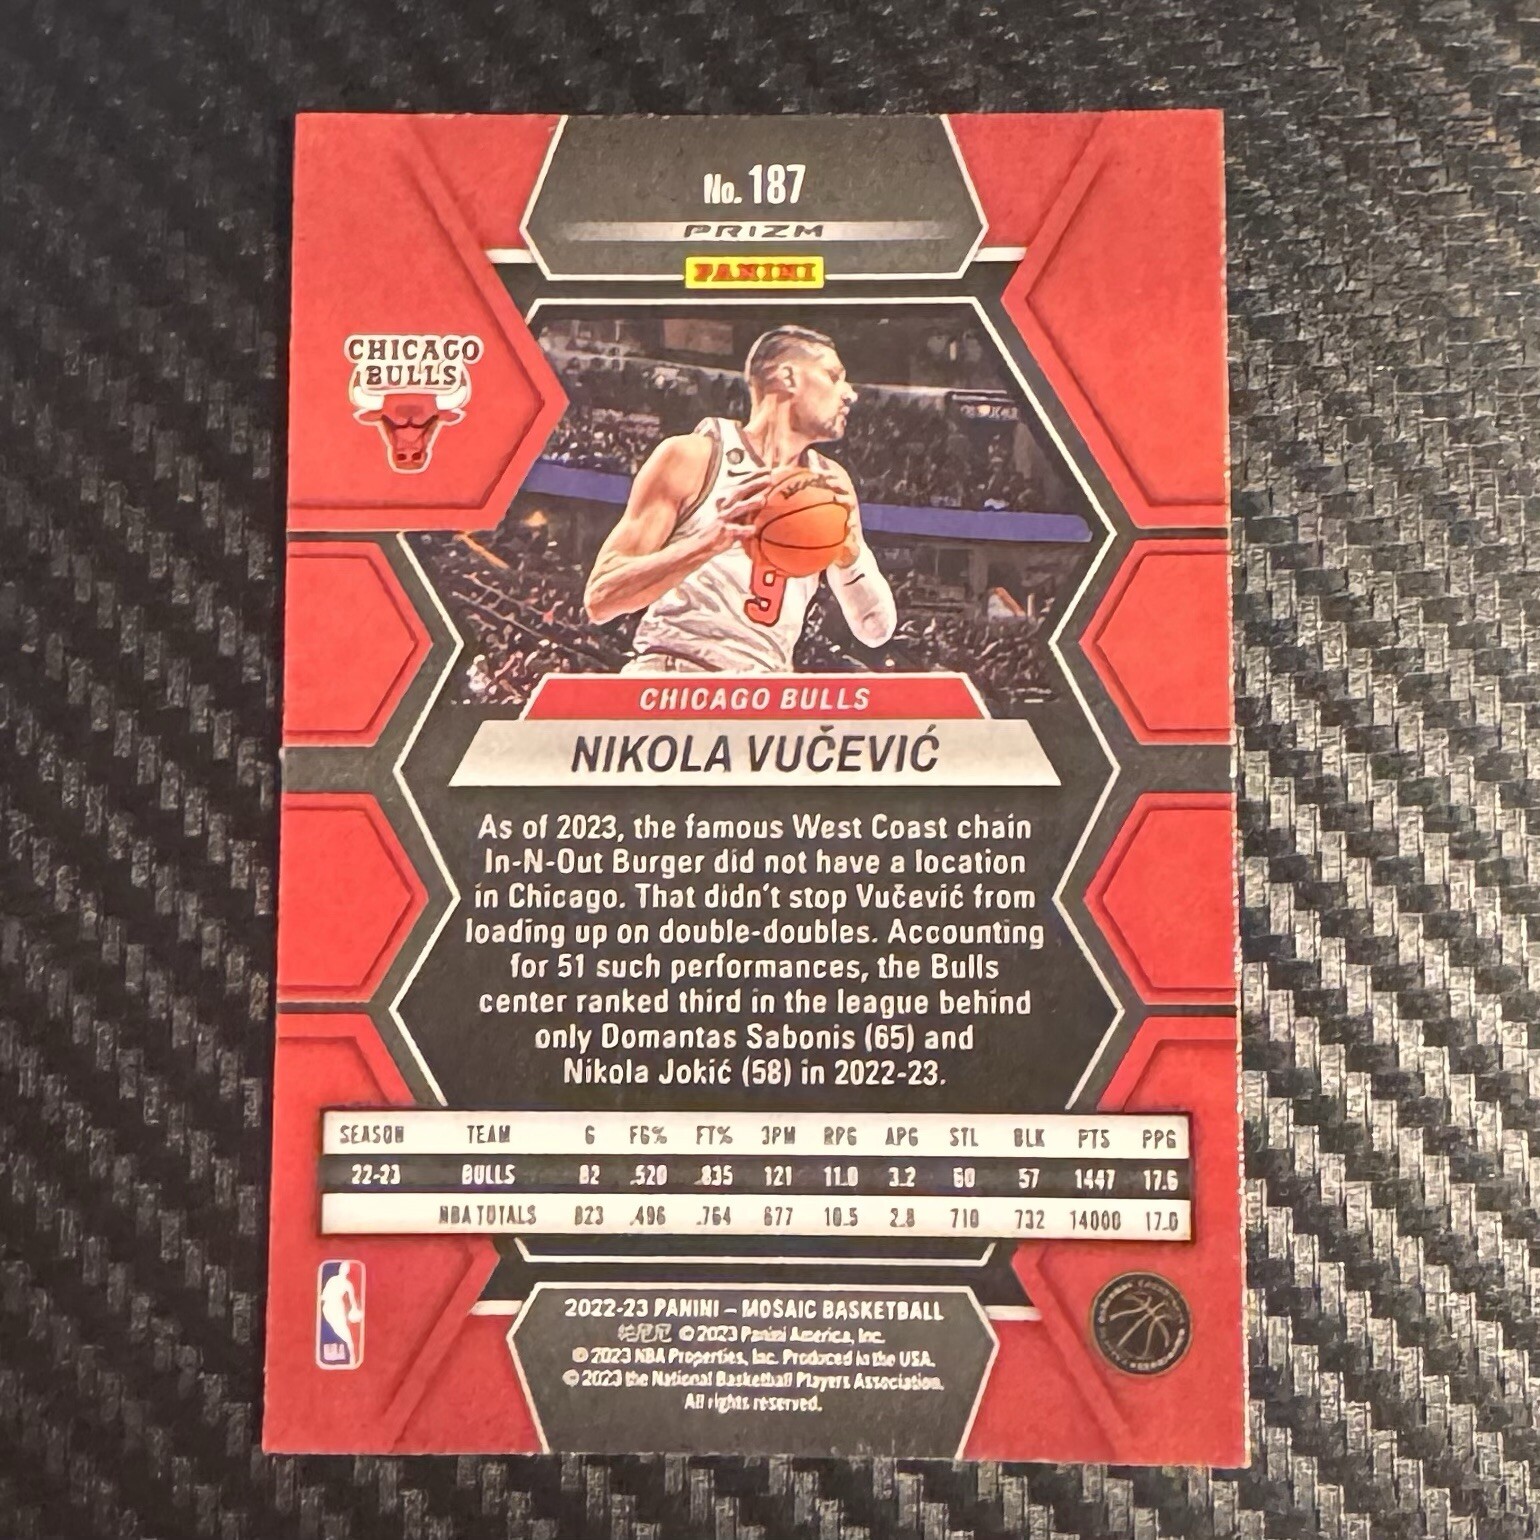 No. 187
PRIZM
PANINI
CHICAGO
BULLS
9
CHICAGO BULLS
NIKOLA VUČEVIĆ
As of 2023, the famous West Coast chain
In-N-Out Burger did not have a location
in Chicago. That didn't stop Vučević from
loading up on double-doubles. Accounting
for 51 such performances, the Bulls
center ranked third in the league behind
only Domantas Sabonis (65) and
Nikola Jokić (58) in 2022-23.
SEASON TEAM G FG% FT% 3PM RPG APG STL BLK PTS PPG
22-23 BULLS 82 .520 .835 121 11.0 3.2 60 57 1447 17.6
NBA TOTALS 823 .496 .764 677 10.5 2.8 710 732 14000 17.0
2022-23 PANINI – MOSAIC BASKETBALL
© 2023 Panini America, Inc.
© 2023 NBA Properties, Inc. Produced in the USA.
© 2023 the National Basketball Players Association.
All rights reserved.
NBA